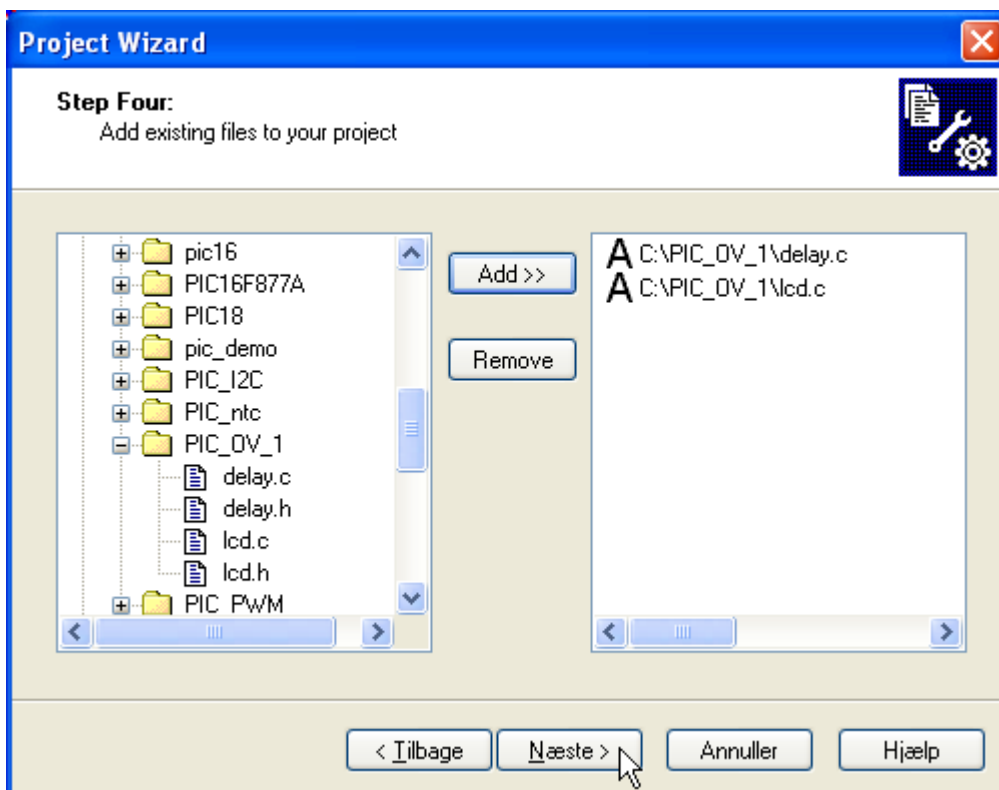 Project Wizard
Step Four:
Add existing files to your project
pic16
PIC16F877A
PIC18
pic_demo
PIC_I2C
PIC_ntc
PIC_OV_1
delay.c
delay.h
lcd.c
lcd.h
PIC_PWM
Add >>
Remove
A C:\PIC_OV_1\delay.c
A C:\PIC_OV_1\lcd.c
< Tilbage
Næste >
Annuller
Hjælp